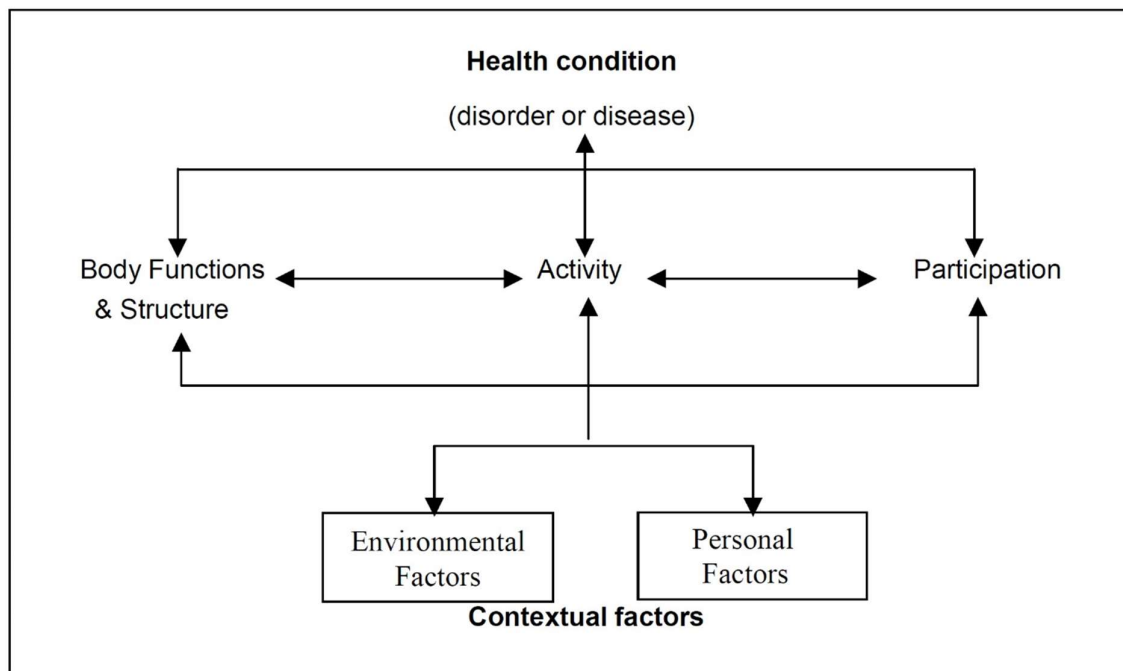 Health condition
(disorder or disease)
Body Functions
& Structure
Activity
Participation
Environmental
Factors
Personal
Factors
Contextual factors